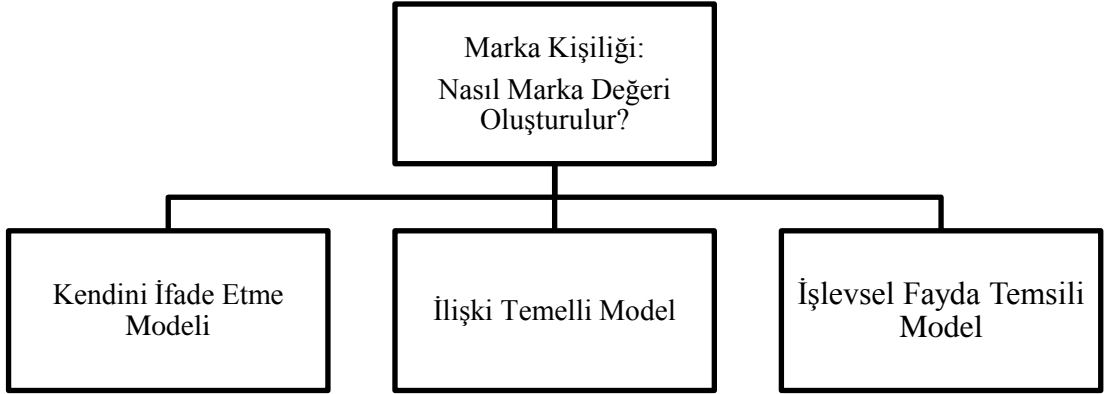 Marka Kişiliği:
Nasıl Marka Değeri
Oluşturulur?
Kendini İfade Etme
Modeli
İlişki Temelli Model
İşlevsel Fayda Temsili
Model